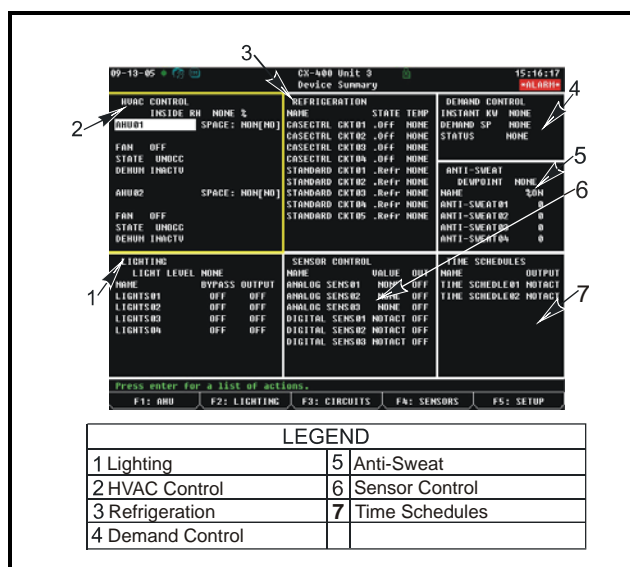 09-13-05
CX-400 Unit 3
15:16:17
Device Summary
*ALARM*
HVAC CONTROL
INSIDE RH NONE %
AHU01 SPACE: NON[NO]
FAN OFF
STATE UNOCC
DEHUM INACTV
AHU02 SPACE: NON[NO]
FAN OFF
STATE UNOCC
DEHUM INACTV
REFRIGERATION
NAME STATE TEMP
CASECTRL CKT01 .Off NONE
CASECTRL CKT02 .Off NONE
CASECTRL CKT03 .Off NONE
CASECTRL CKT04 .Off NONE
STANDARD CKT01 .Refr NONE
STANDARD CKT02 .Refr NONE
STANDARD CKT03 .Refr NONE
STANDARD CKT04 .Refr NONE
STANDARD CKT05 .Refr NONE
DEMAND CONTROL
INSTANT KW NONE
DEMAND SP NONE
STATUS NONE
ANTI-SWEAT
DEWPOINT NONE
NAME %ON
ANTI-SWEAT01 0
ANTI-SWEAT02 0
ANTI-SWEAT03 0
ANTI-SWEAT04 0
LIGHTING
LIGHT LEVEL NONE
NAME BYPASS OUTPUT
LIGHTS01 OFF OFF
LIGHTS02 OFF OFF
LIGHTS03 OFF OFF
LIGHTS04 OFF OFF
SENSOR CONTROL
NAME VALUE OUT
ANALOG SENS01 NONE OFF
ANALOG SENS02 NONE OFF
ANALOG SENS03 NONE OFF
DIGITAL SENS01 NOTACT OFF
DIGITAL SENS02 NOTACT OFF
DIGITAL SENS03 NOTACT OFF
TIME SCHEDULES
NAME OUTPUT
TIME SCHEDLE01 NOTACT
TIME SCHEDLE02 NOTACT
Press enter for a list of actions.
F1: AHU F2: LIGHTING F3: CIRCUITS F4: SENSORS F5: SETUP
1
2
3
4
5
6
7
LEGEND
1 Lighting 5 Anti-Sweat
2 HVAC Control 6 Sensor Control
3 Refrigeration 7 Time Schedules
4 Demand Control